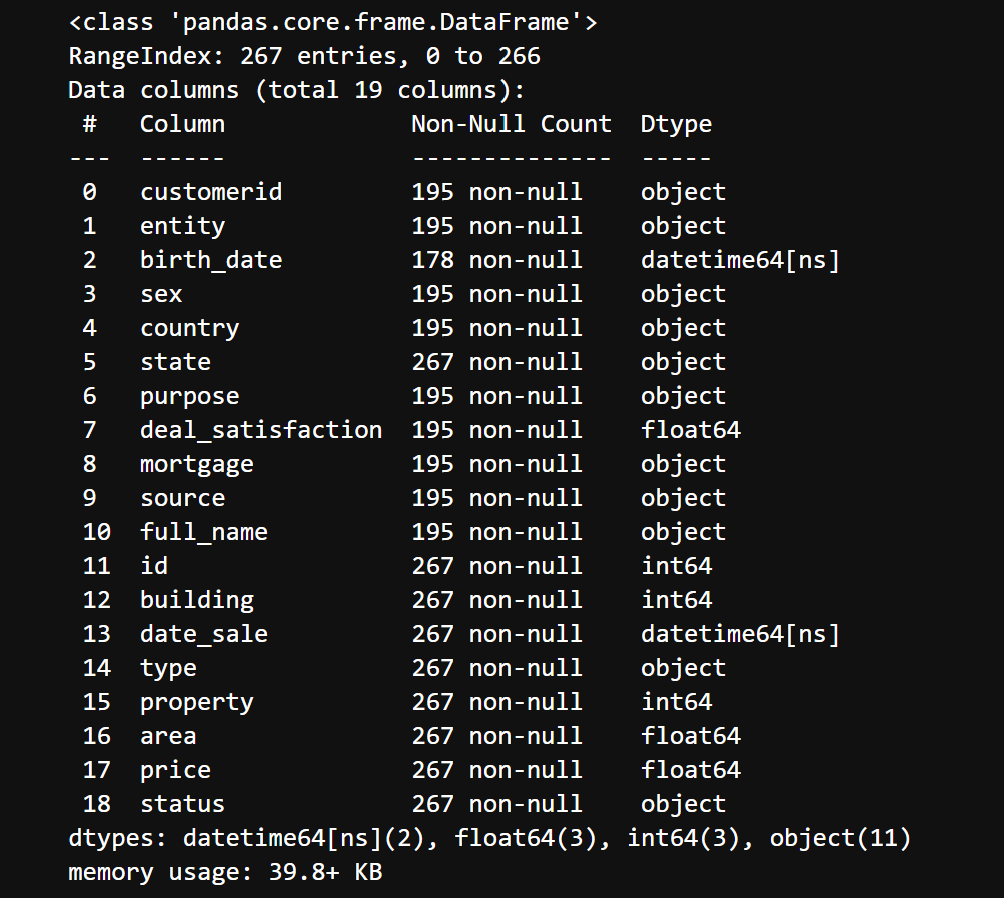 <class 'pandas.core.frame.DataFrame'>
RangeIndex: 267 entries, 0 to 266
Data columns (total 19 columns):
 #   Column             Non-Null Count  Dtype
---  ------             --------------  -----
 0   customerid         195 non-null    object
 1   entity             195 non-null    object
 2   birth_date         178 non-null    datetime64[ns]
 3   sex                195 non-null    object
 4   country            195 non-null    object
 5   state              267 non-null    object
 6   purpose            195 non-null    object
 7   deal_satisfaction  195 non-null    float64
 8   mortgage           195 non-null    object
 9   source             195 non-null    object
 10  full_name          195 non-null    object
 11  id                 267 non-null    int64
 12  building           267 non-null    int64
 13  date_sale          267 non-null    datetime64[ns]
 14  type               267 non-null    object
 15  property           267 non-null    int64
 16  area               267 non-null    float64
 17  price              267 non-null    float64
 18  status             267 non-null    object
dtypes: datetime64[ns](2), float64(3), int64(3), object(11)
memory usage: 39.8+ KB